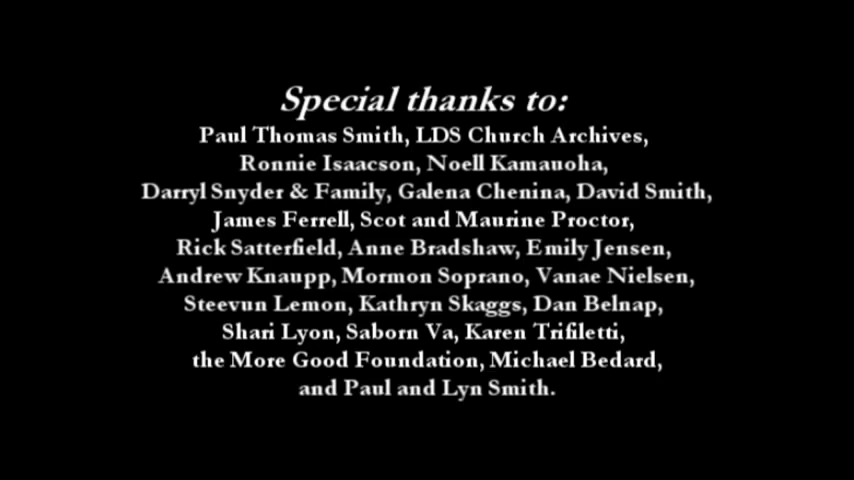 Special thanks to:
Paul Thomas Smith, LDS Church Archives,
Ronnie Isaacson, Noell Kamauoha,
Darryl Snyder & Family, Galena Chenina, David Smith,
James Ferrell, Scot and Maurine Proctor,
Rick Satterfield, Anne Bradshaw, Emily Jensen,
Andrew Knaupp, Mormon Soprano, Vanae Nielsen,
Steevun Lemon, Kathryn Skaggs, Dan Belnap,
Shari Lyon, Saborn Va, Karen Trifiletti,
the More Good Foundation, Michael Bedard,
and Paul and Lyn Smith.